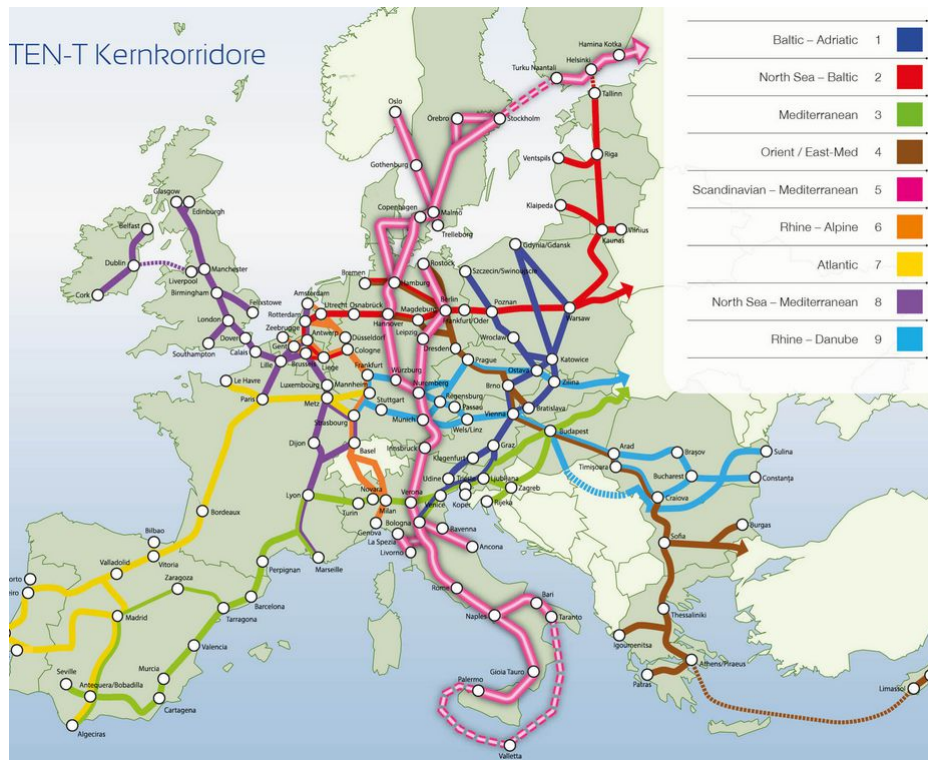 TEN-T Kernkorridore
Baltic – Adriatic 1
North Sea – Baltic 2
Mediterranean 3
Orient / East-Med 4
Scandinavian – Mediterranean 5
Rhine – Alpine 6
Atlantic 7
North Sea – Mediterranean 8
Rhine – Danube 9
Hamina Kotka
Helsinki
Turku Naantali
Tallinn
Oslo
Örebro
Stockholm
Ventspils
Riga
Gothenburg
Klaipeda
Glasgow
Edinburgh
Copenhagen
Malmö
Trelleborg
Vilnius
Kaunas
Belfast
Gdynia/Gdansk
Dublin
Rostock
Szczecin/Swinoujscie
Manchester
Liverpool
Bremen
Hamburg
Cork
Birmingham
Felixstowe
Amsterdam
Utrecht
Osnabrück
Berlin
Poznan
Rotterdam
Hannover
Magdeburg
Frankfurt/Oder
Warsaw
London
Zeebrugge
Antwerp
Düsseldorf
Leipzig
Wrocław
Southampton
Dover
Calais
Gent
Cologne
Dresden
Lille
Brussels
Liege
Frankfurt
Prague
Katowice
Ostava
Le Havre
Luxembourg
Mannheim
Würzburg
Nuremberg
Brno
Zilina
Paris
Metz
Stuttgart
Regensburg
Passau
Vienna
Bratislava
Strasbourg
Munich
Wels/Linz
Budapest
Dijon
Basel
Innsbruck
Graz
Klagenfurt
Arad
Braşov
Sulina
Timişoara
Bucharest
Constanța
Lyon
Novara
Verona
Udine
Trieste
Ljubljana
Zagreb
Craiova
Turin
Milan
Venice
Koper
Rijeka
Bordeaux
Genova
Bologna
Ravenna
Burgas
Bilbao
La Spezia
Livorno
Ancona
Sofia
Vitoria
Marseille
Valladolid
Perpignan
Zaragoza
Rome
Bari
Barcelona
Naples
Taranto
Thessaloniki
Madrid
Tarragona
Igoumenitsa
Valencia
Athens/Piraeus
Murcia
Gioia Tauro
Patras
Seville
Antequera/Bobadilla
Palermo
Limassol
Cartagena
Algeciras
Valletta